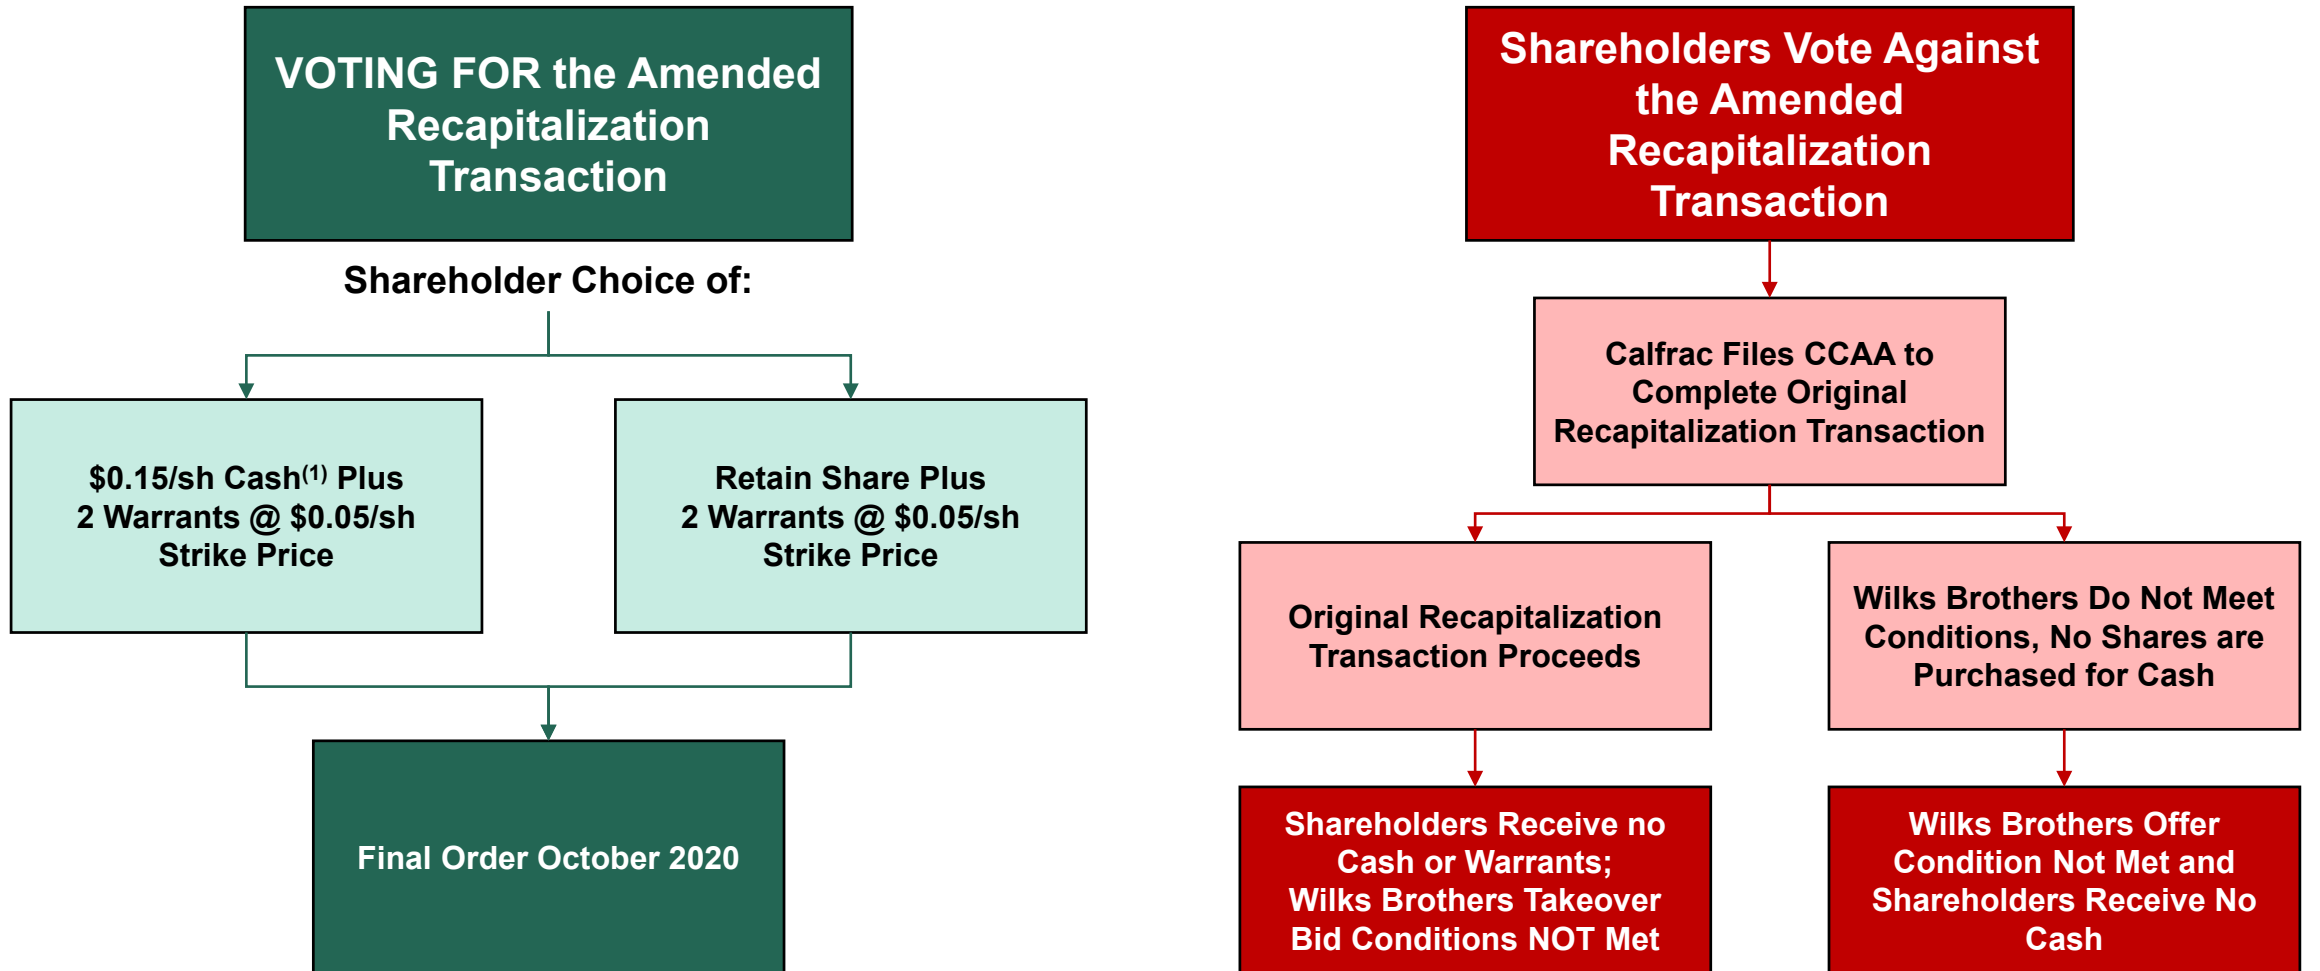 VOTING FOR the Amended
Recapitalization
Transaction
Shareholder Choice of:
$0.15/sh Cash(1) Plus
2 Warrants @ $0.05/sh
Strike Price
Retain Share Plus
2 Warrants @ $0.05/sh
Strike Price
Final Order October 2020
Shareholders Vote Against
the Amended
Recapitalization
Transaction
Calfrac Files CCAA to
Complete Original
Recapitalization Transaction
Original Recapitalization
Transaction Proceeds
Wilks Brothers Do Not Meet
Conditions, No Shares are
Purchased for Cash
Shareholders Receive no
Cash or Warrants;
Wilks Brothers Takeover
Bid Conditions NOT Met
Wilks Brothers Offer
Condition Not Met and
Shareholders Receive No
Cash